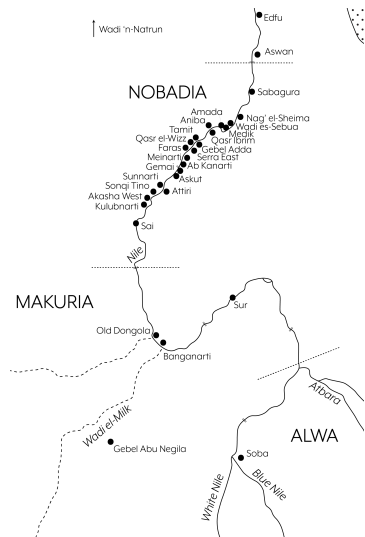 Edfu
Wadi 'n-Natrun
Aswan
NOBADIA
Sabagura
Amada
Nag' el-Sheima
Aniba
Wadi es-Sebua
Tamit
Medik
Qasr el-Wizz
Qasr Ibrim
Faras
Gebel Adda
Meinarti
Serra East
Gemai
Ab Kanarti
Sunnarti
Askut
Sonqi Tino
Attiri
Akasha West
Kulubnarti
Sai
Nile
MAKURIA
Sur
Old Dongola
Banganarti
Atbara
Wadi el-Milk
ALWA
Gebel Abu Negila
Soba
White Nile
Blue Nile